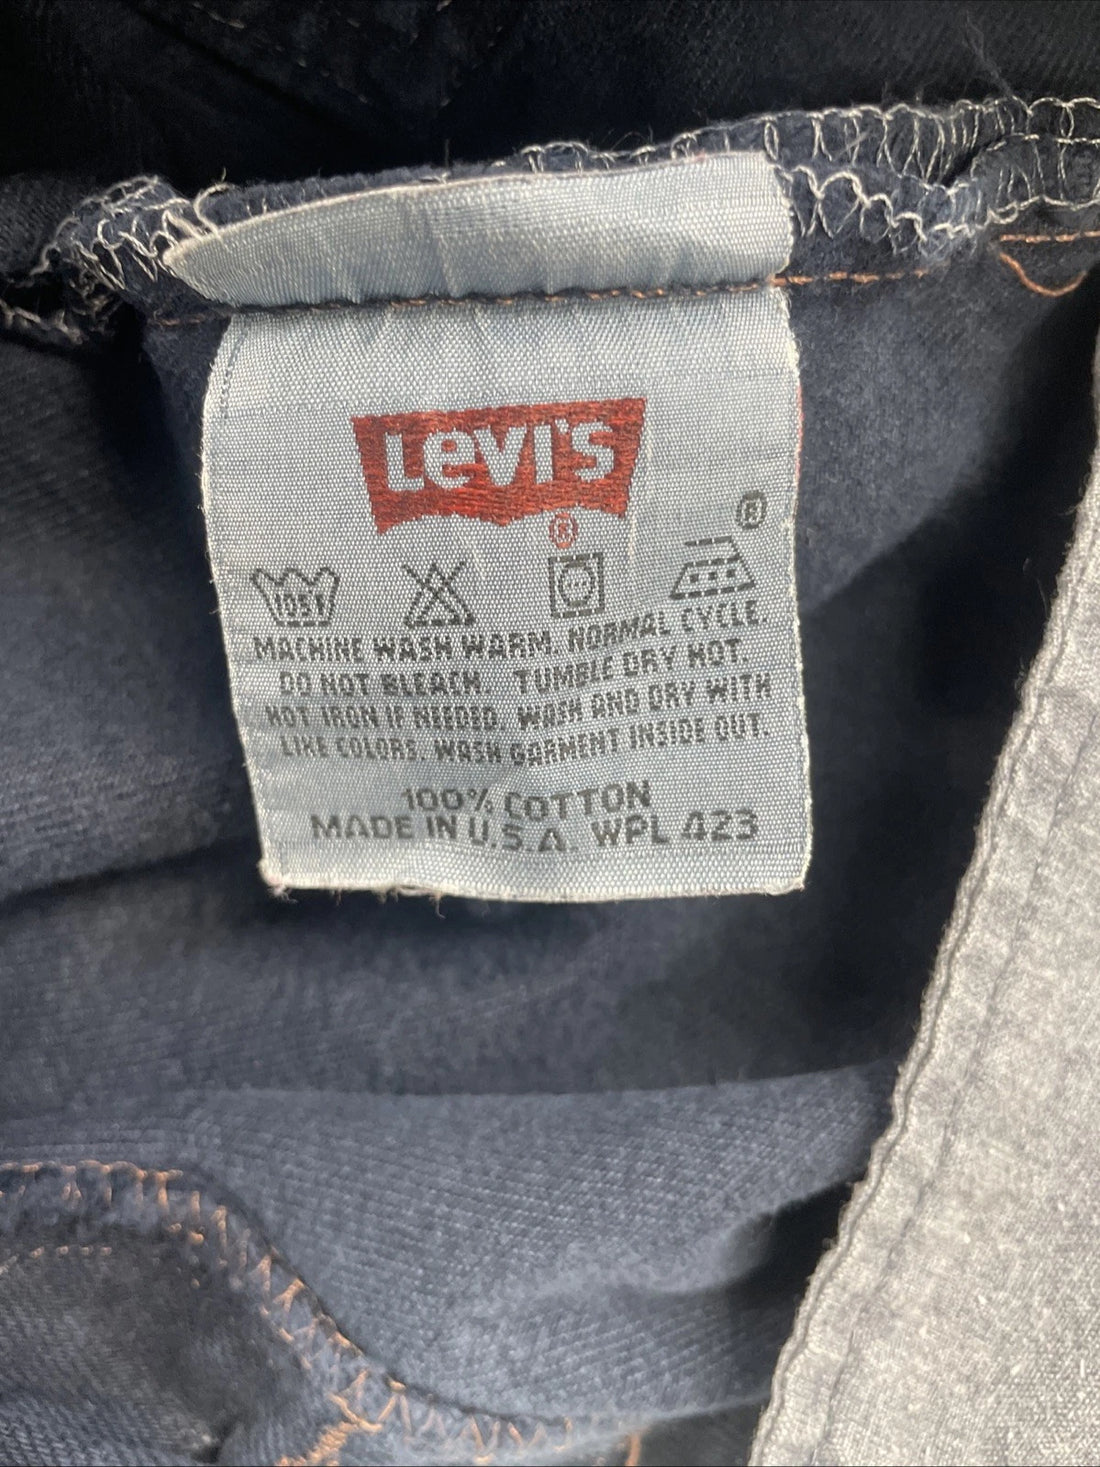 LEVI'S
®
®
105F
MACHINE WASH WARM. NORMAL CYCLE.
DO NOT BLEACH. TUMBLE DRY HOT.
HOT IRON IF NEEDED. WASH AND DRY WITH
LIKE COLORS. WASH GARMENT INSIDE OUT.
100% COTTON
MADE IN U.S.A. WPL 423